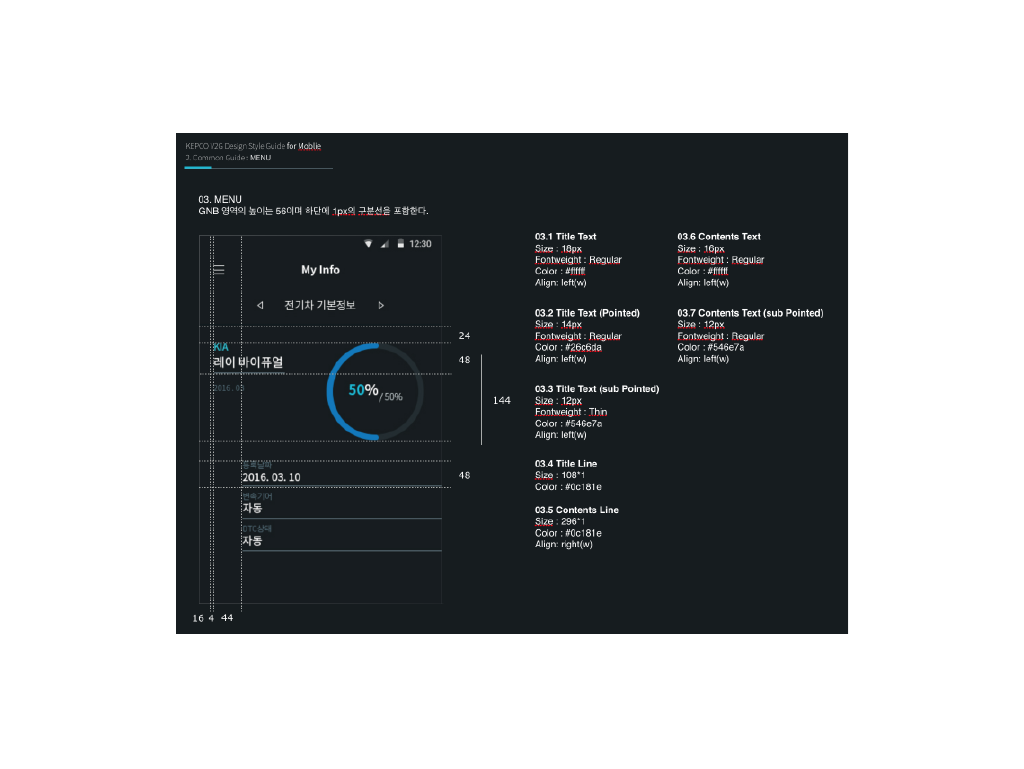 KEPCO V2G Design Style Guide for Moblie
2. Common Guide: MENU
03. MENU
GNB 영역의 높이는 56이며 하단에 1px의 구분선을 포함한다.
12:30
My Info
전기차 기본정보
KIA
레이 바이퓨얼
2016. 03
50%/50%
등록날짜
2016. 03. 10
변속기어
자동
DTC상태
자동
24
48
144
48
16 4 44
03.1 Title Text
Size : 18px
Fontweight : Regular
Color : #ffffff
Align: left(w)
03.2 Title Text (Pointed)
Size : 14px
Fontweight : Regular
Color : #26c6da
Align: left(w)
03.3 Title Text (sub Pointed)
Size : 12px
Fontweight : Thin
Color : #546e7a
Align: left(w)
03.4 Title Line
Size : 108*1
Color : #0c181e
03.5 Contents Line
Size : 296*1
Color : #0c181e
Align: right(w)
03.6 Contents Text
Size : 16px
Fontweight : Regular
Color : #ffffff
Align: left(w)
03.7 Contents Text (sub Pointed)
Size : 12px
Fontweight : Regular
Color : #546e7a
Align: left(w)